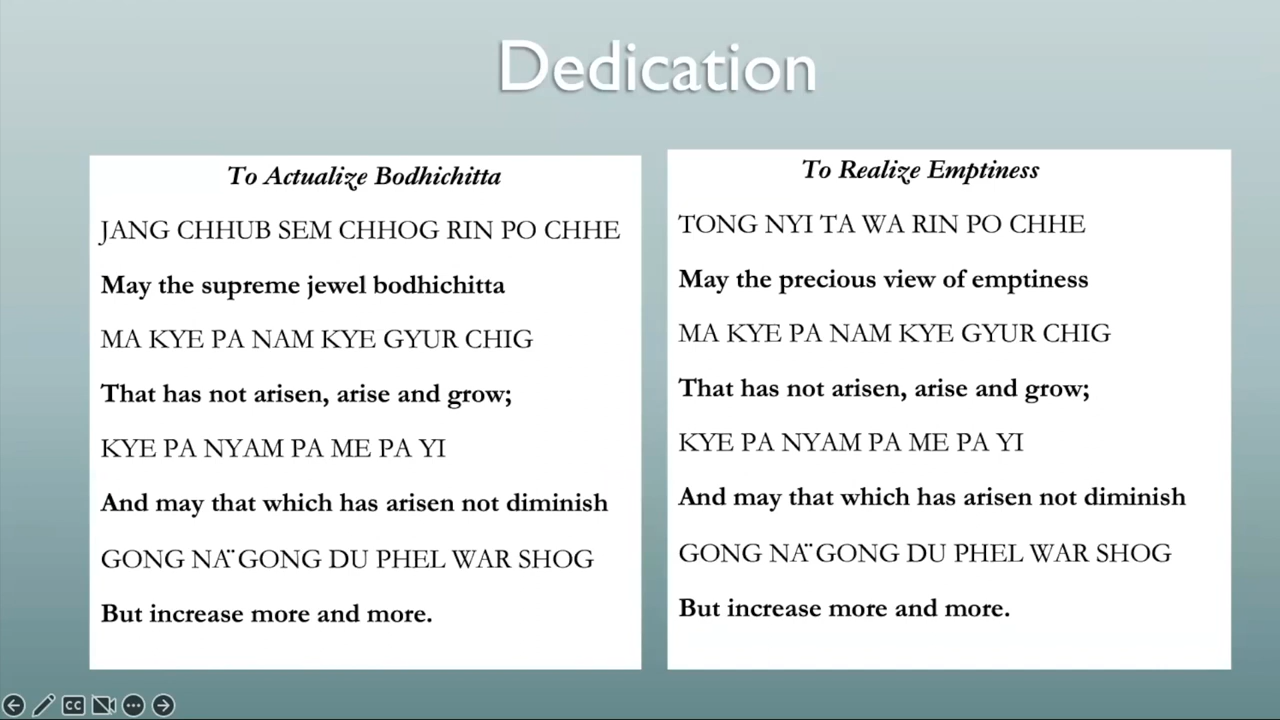 Dedication
To Actualize Bodhichitta
JANG CHHUB SEM CHHOG RIN PO CHHE
May the supreme jewel bodhichitta
MA KYE PA NAM KYE GYUR CHIG
That has not arisen, arise and grow;
KYE PA NYAM PA ME PA YI
And may that which has arisen not diminish
GONG NA¨ GONG DU PHEL WAR SHOG
But increase more and more.
To Realize Emptiness
TONG NYI TA WA RIN PO CHHE
May the precious view of emptiness
MA KYE PA NAM KYE GYUR CHIG
That has not arisen, arise and grow;
KYE PA NYAM PA ME PA YI
And may that which has arisen not diminish
GONG NA¨ GONG DU PHEL WAR SHOG
But increase more and more.
CC